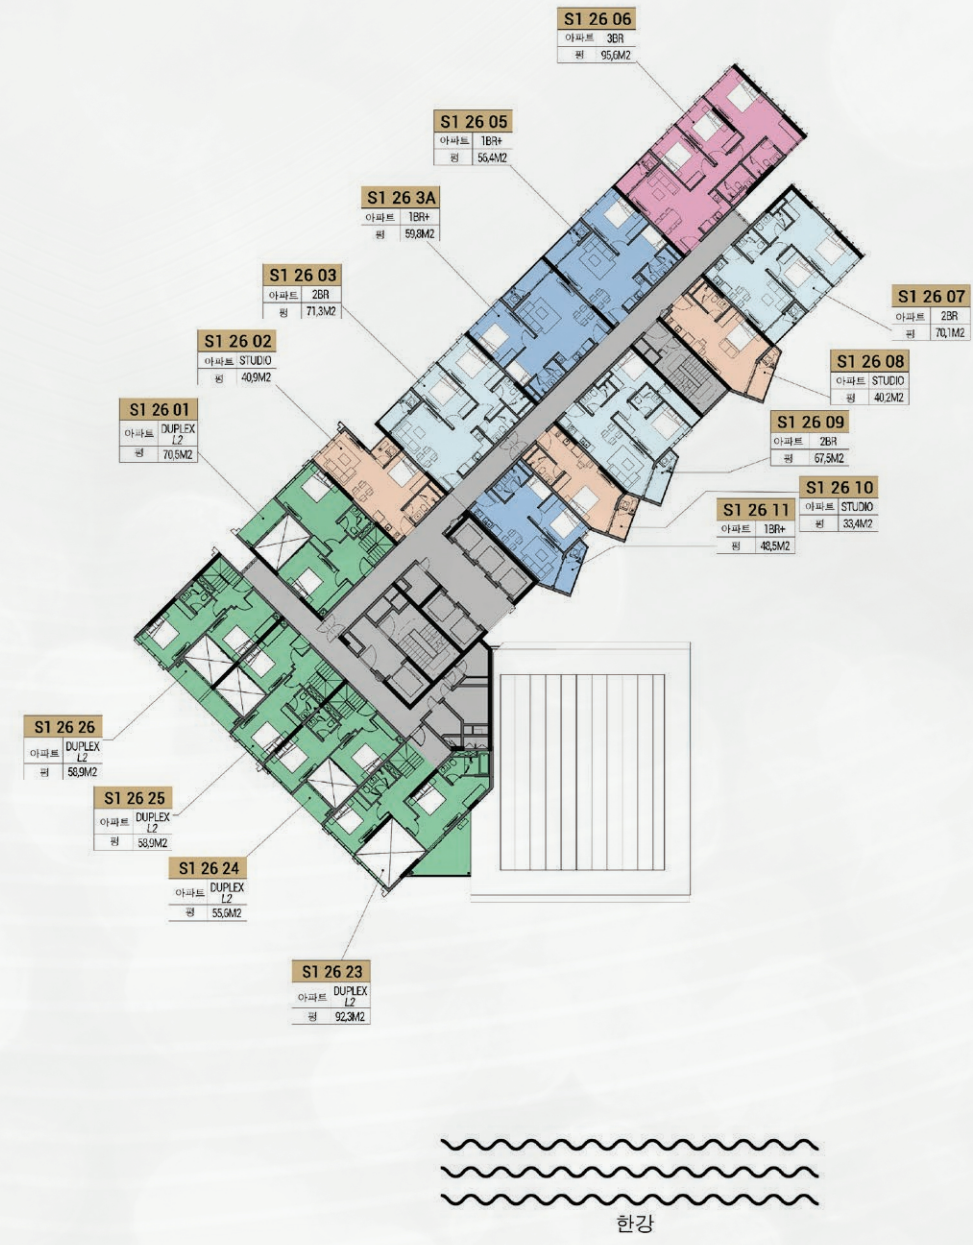 S1 26 06
아파트 3BR
평 95,6M2
S1 26 05
아파트 1BR+
평 56,4M2
S1 26 3A
아파트 1BR+
평 59,8M2
S1 26 03
아파트 2BR
평 71,3M2
S1 26 02
아파트 STUDIO
평 40,9M2
S1 26 01
아파트 DUPLEX
L2
평 70,5M2
S1 26 07
아파트 2BR
평 70,1M2
S1 26 08
아파트 STUDIO
평 40,2M2
S1 26 09
아파트 2BR
평 67,5M2
S1 26 10
아파트 STUDIO
평 33,4M2
S1 26 11
아파트 1BR+
평 48,5M2
S1 26 26
아파트 DUPLEX
L2
평 58,9M2
S1 26 25
아파트 DUPLEX
L2
평 58,9M2
S1 26 24
아파트 DUPLEX
L2
평 55,6M2
S1 26 23
아파트 DUPLEX
L2
평 92,3M2
한강